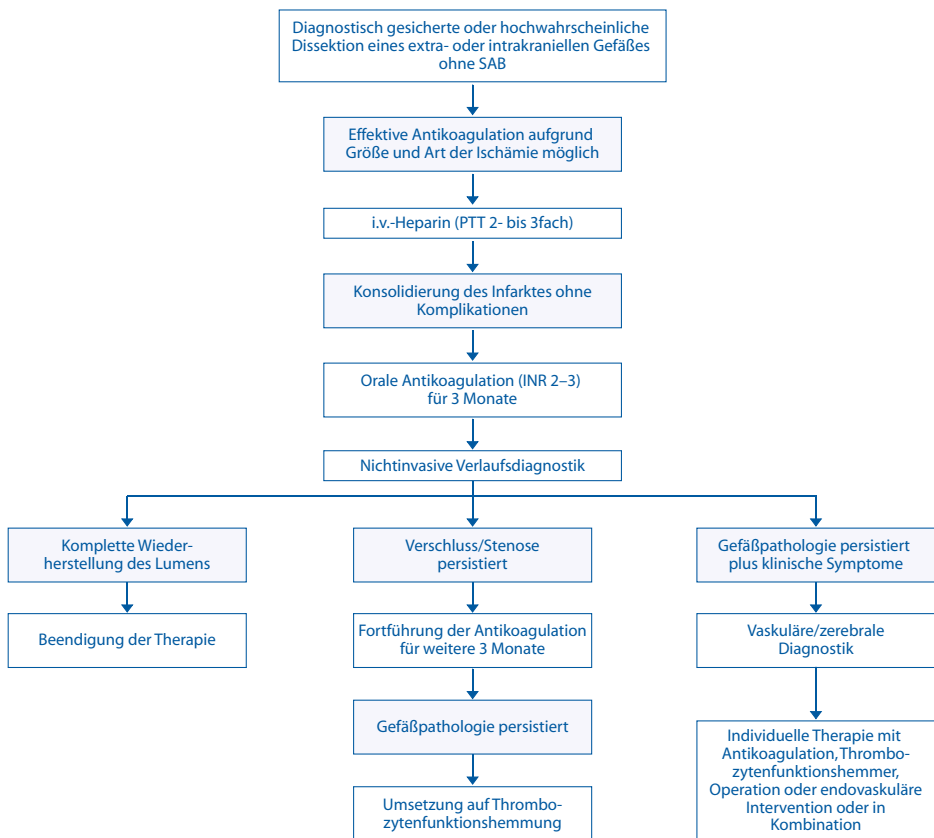 Diagnostisch gesicherte oder hochwahrscheinliche
Dissektion eines extra- oder intrakraniellen Gefäßes
ohne SAB
Effektive Antikoagulation aufgrund
Größe und Art der Ischämie möglich
i.v.-Heparin (PTT 2- bis 3fach)
Konsolidierung des Infarktes ohne
Komplikationen
Orale Antikoagulation (INR 2–3)
für 3 Monate
Nichtinvasive Verlaufsdiagnostik
Komplette Wieder-
herstellung des Lumens
Beendigung der Therapie
Verschluss/Stenose
persistiert
Fortführung der Antikoagulation
für weitere 3 Monate
Gefäßpathologie persistiert
Umsetzung auf Thrombo-
zytenfunktionshemmung
Gefäßpathologie persistiert
plus klinische Symptome
Vaskuläre/zerebrale
Diagnostik
Individuelle Therapie mit
Antikoagulation, Thrombo-
zytenfunktionshemmer,
Operation oder endovaskuläre
Intervention oder in
Kombination